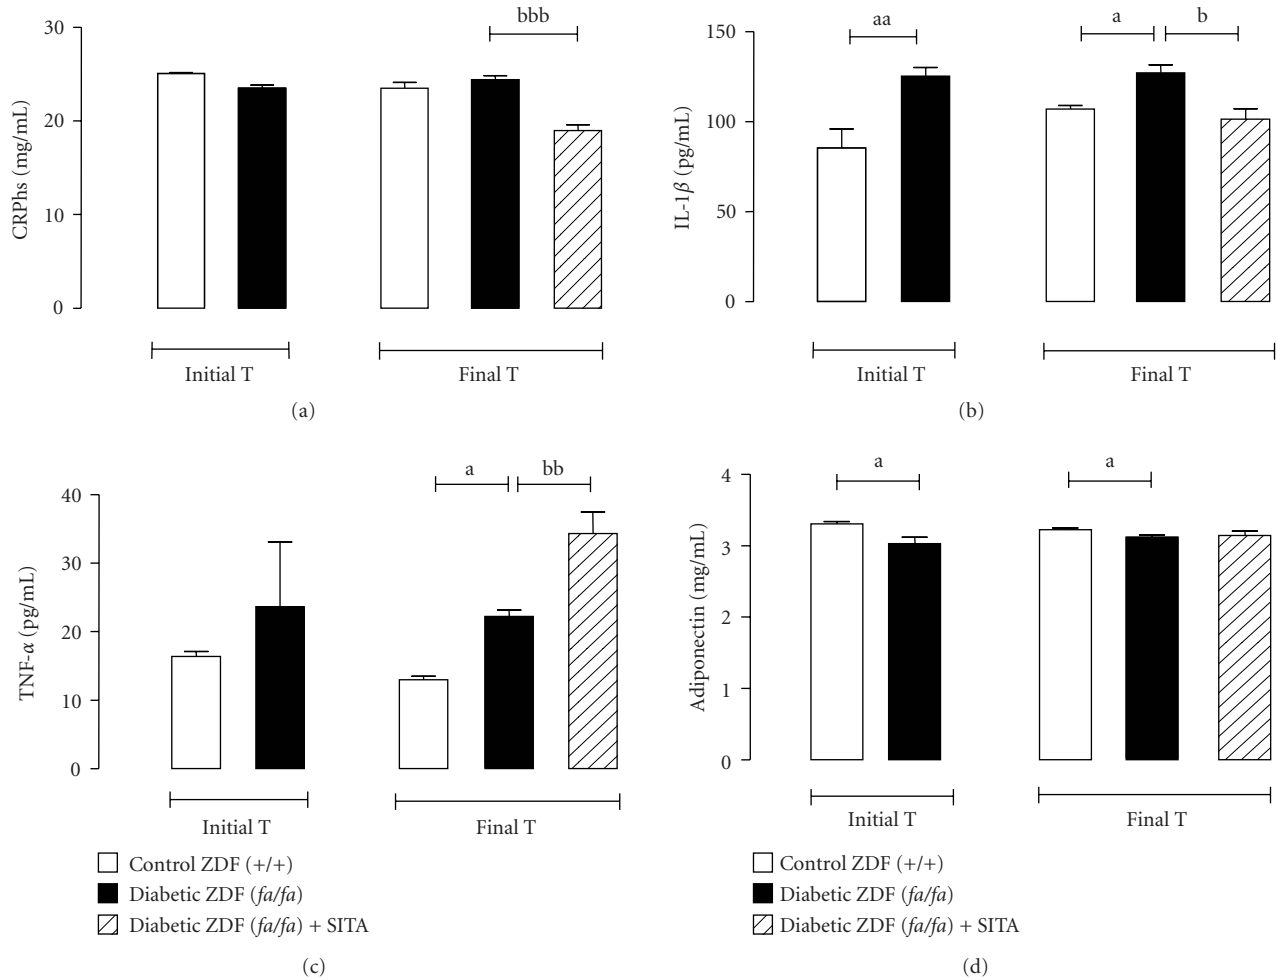 bbb
30
20
10
0
CRPhs (mg/mL)
Initial T
Final T
(a)
aa
a
b
150
100
50
0
IL-1β (pg/mL)
Initial T
Final T
(b)
a
bb
40
30
20
10
0
TNF-α (pg/mL)
Initial T
Final T
Control ZDF (+/+)
Diabetic ZDF (fa/fa)
Diabetic ZDF (fa/fa) + SITA
(c)
a
a
4
3
2
1
0
Adiponectin (mg/mL)
Initial T
Final T
Control ZDF (+/+)
Diabetic ZDF (fa/fa)
Diabetic ZDF (fa/fa) + SITA
(d)